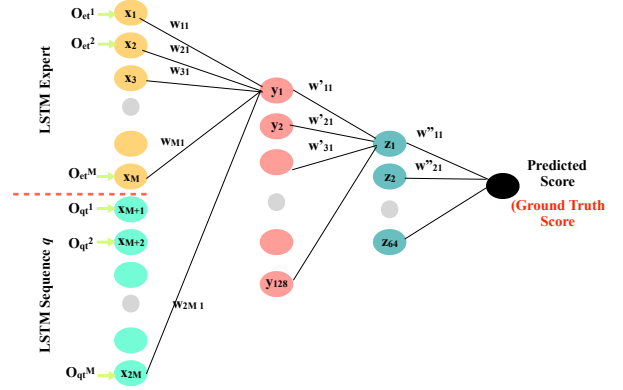 LSTM Expert
LSTM Sequence q
Oet1
Oet2
OetM
Oqt1
Oqt2
OqtM
x1
x2
x3
xM
xM+1
xM+2
x2M
w11
w21
w31
wM1
w2M 1
y1
y2
y128
w'11
w'21
w'31
z1
z2
z64
w"11
w"21
Predicted
Score
(Ground Truth
Score